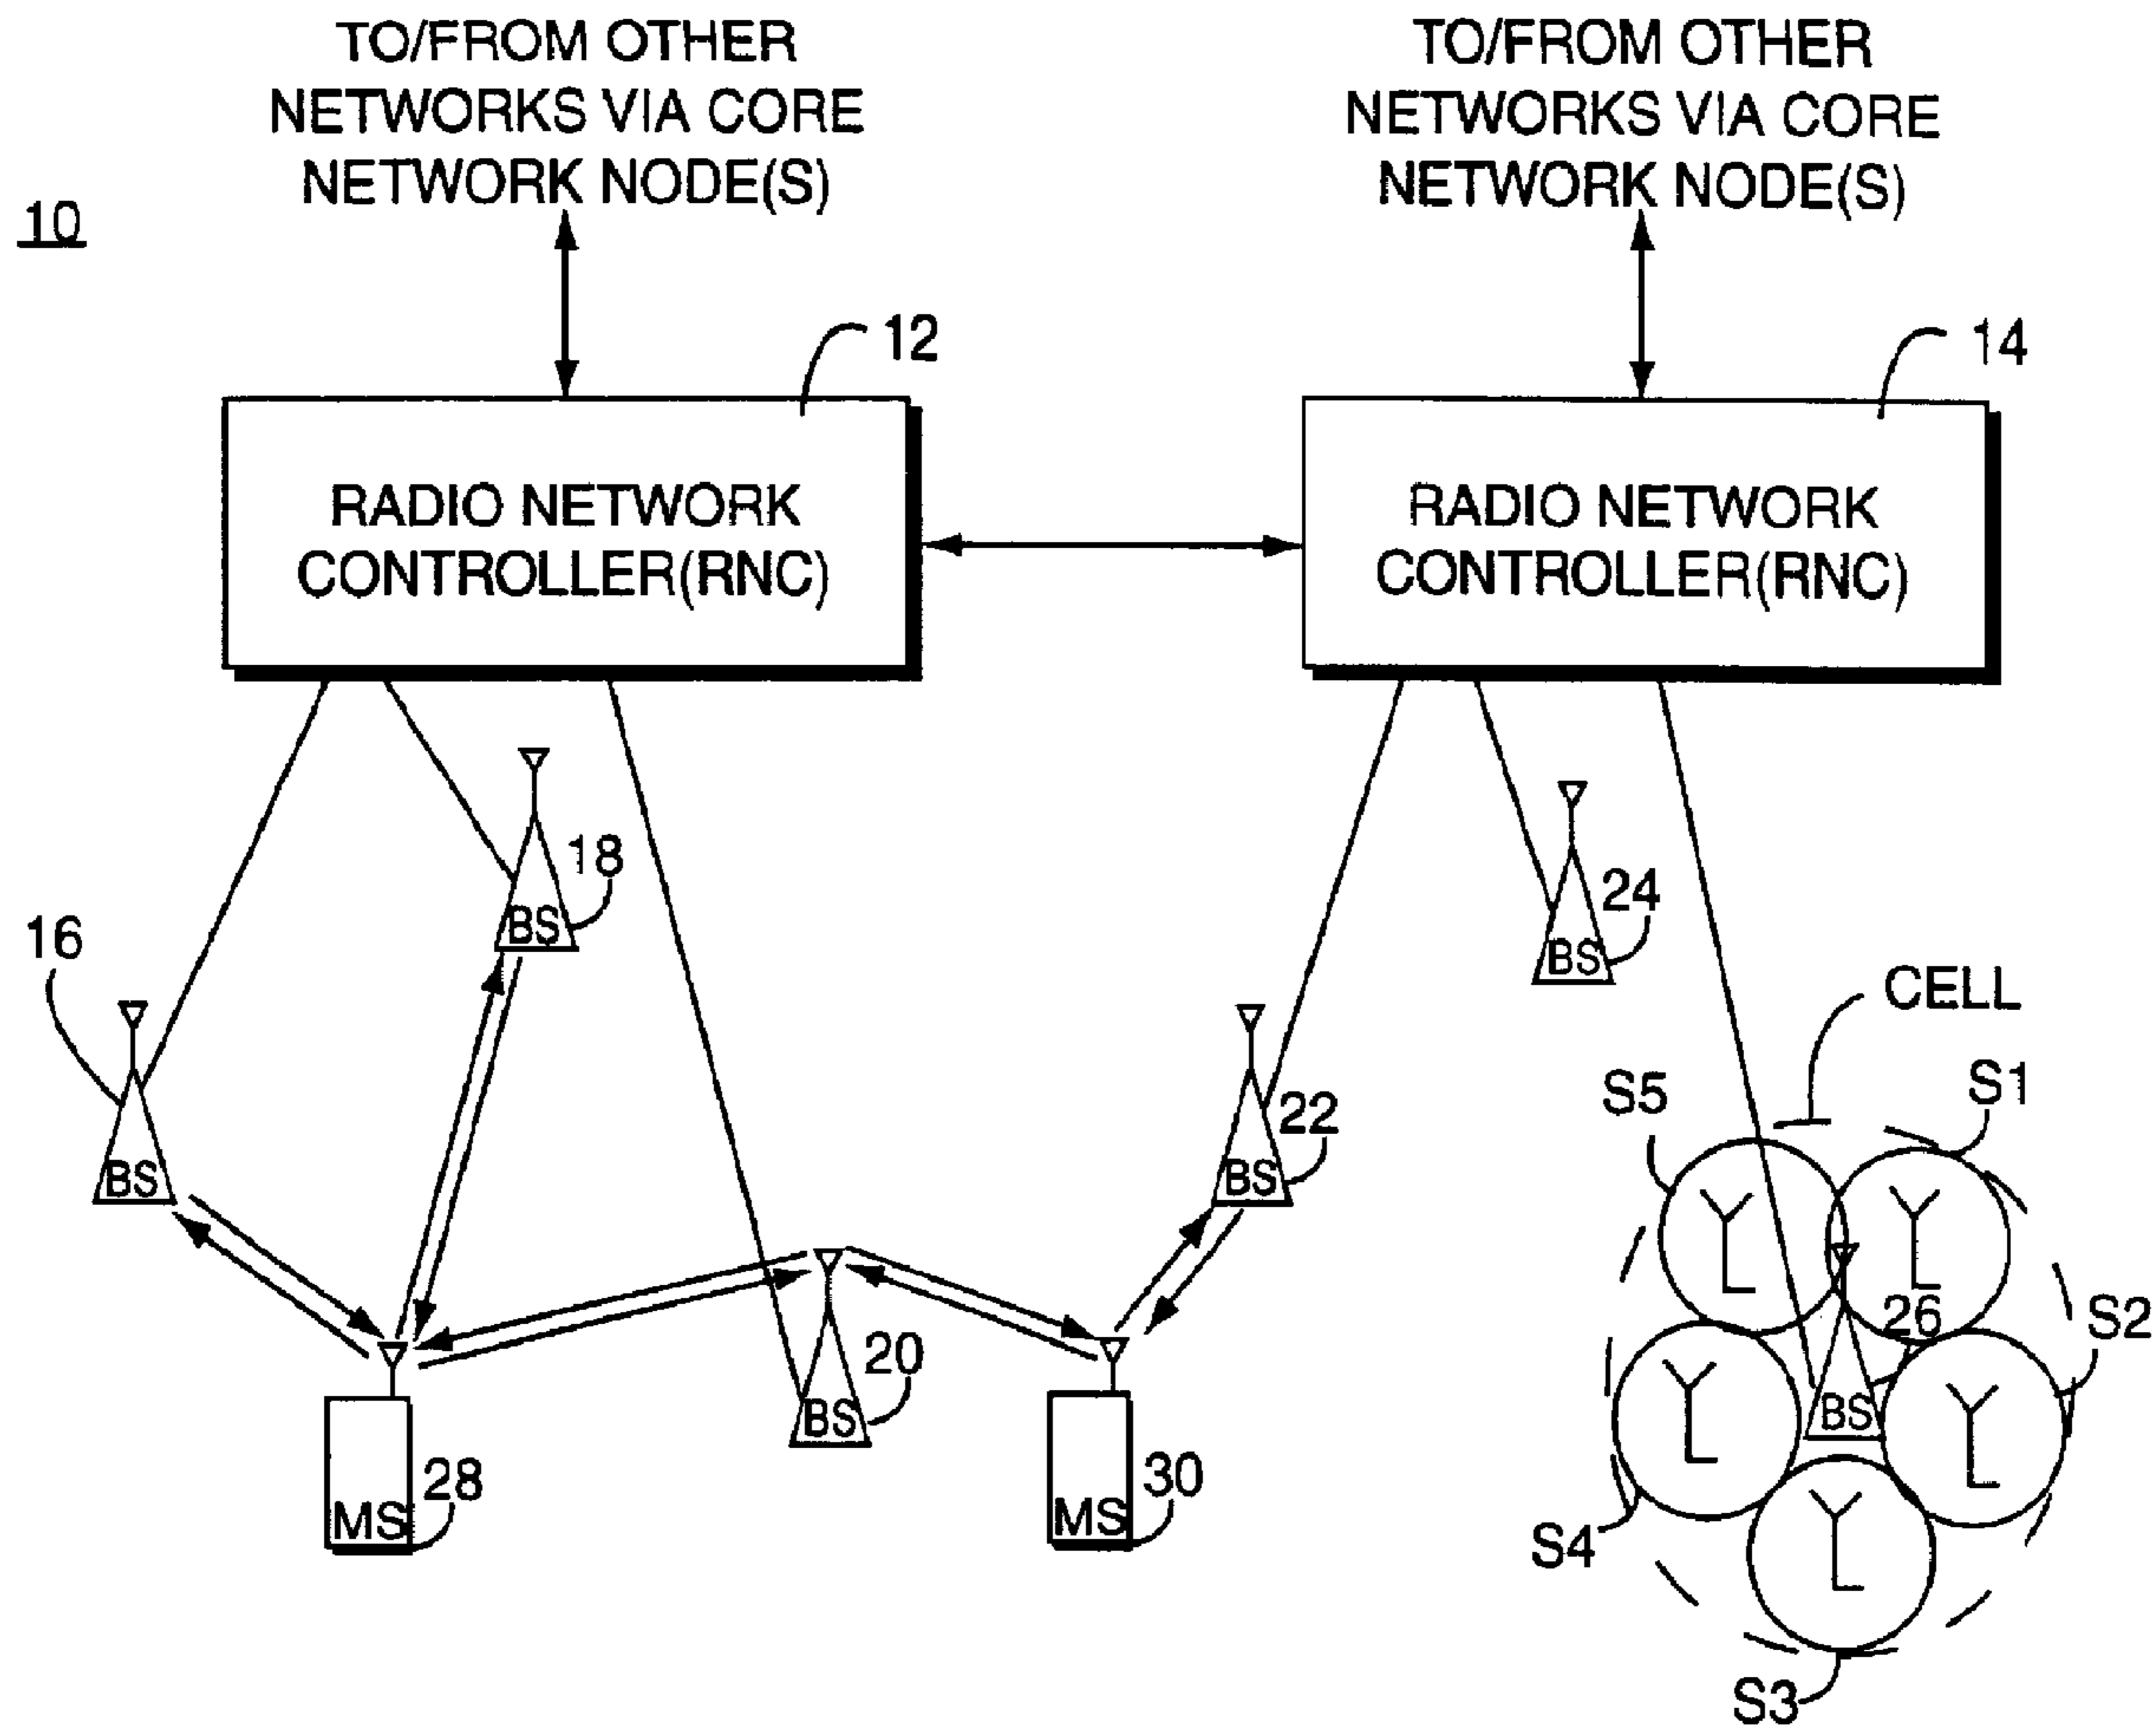 TO/FROM OTHER
NETWORKS VIA CORE
NETWORK NODE(S)
TO/FROM OTHER
NETWORKS VIA CORE
NETWORK NODE(S)
10
12
14
RADIO NETWORK
CONTROLLER(RNC)
RADIO NETWORK
CONTROLLER(RNC)
18
BS
24
BS
16
BS
CELL
S5
S1
22
BS
26
BS
S2
20
BS
28
MS
30
MS
S4
S3